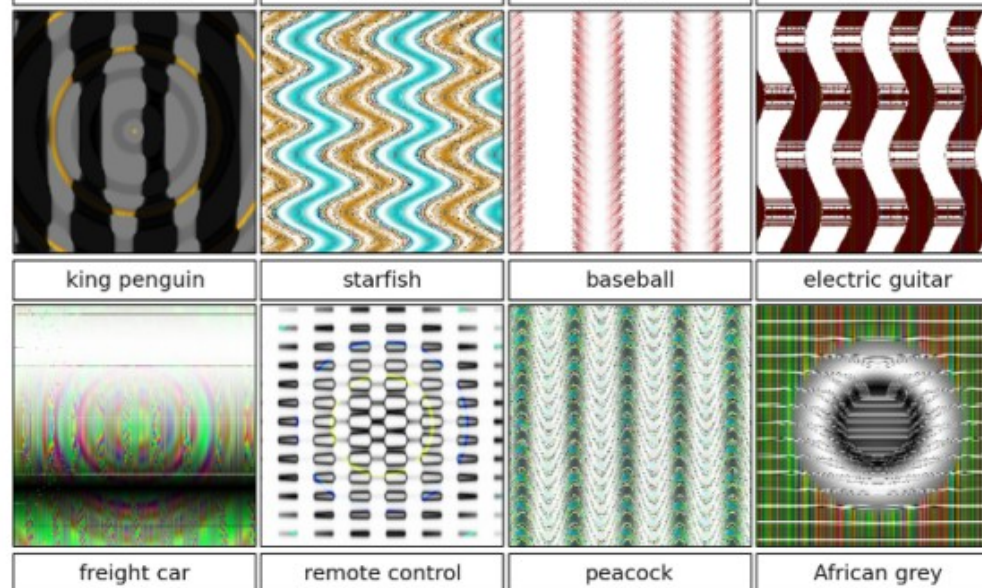 king penguin
starfish
baseball
electric guitar
freight car
remote control
peacock
African grey